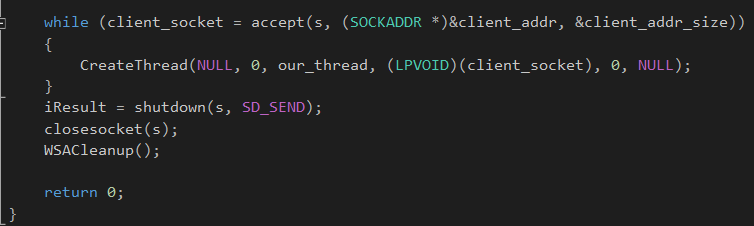 while (client_socket = accept(s, (SOCKADDR *)&client_addr, &client_addr_size))
{
CreateThread(NULL, 0, our_thread, (LPVOID)(client_socket), 0, NULL);
}
iResult = shutdown(s, SD_SEND);
closesocket(s);
WSACleanup();
return 0;
}